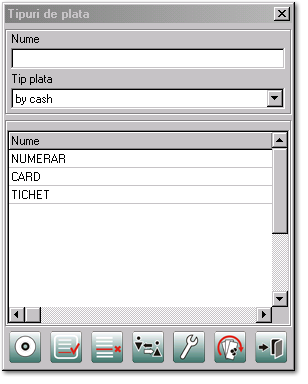 Tipuri de plata
Nume
Tip plata
by cash
Nume
NUMERAR
CARD
TICHET